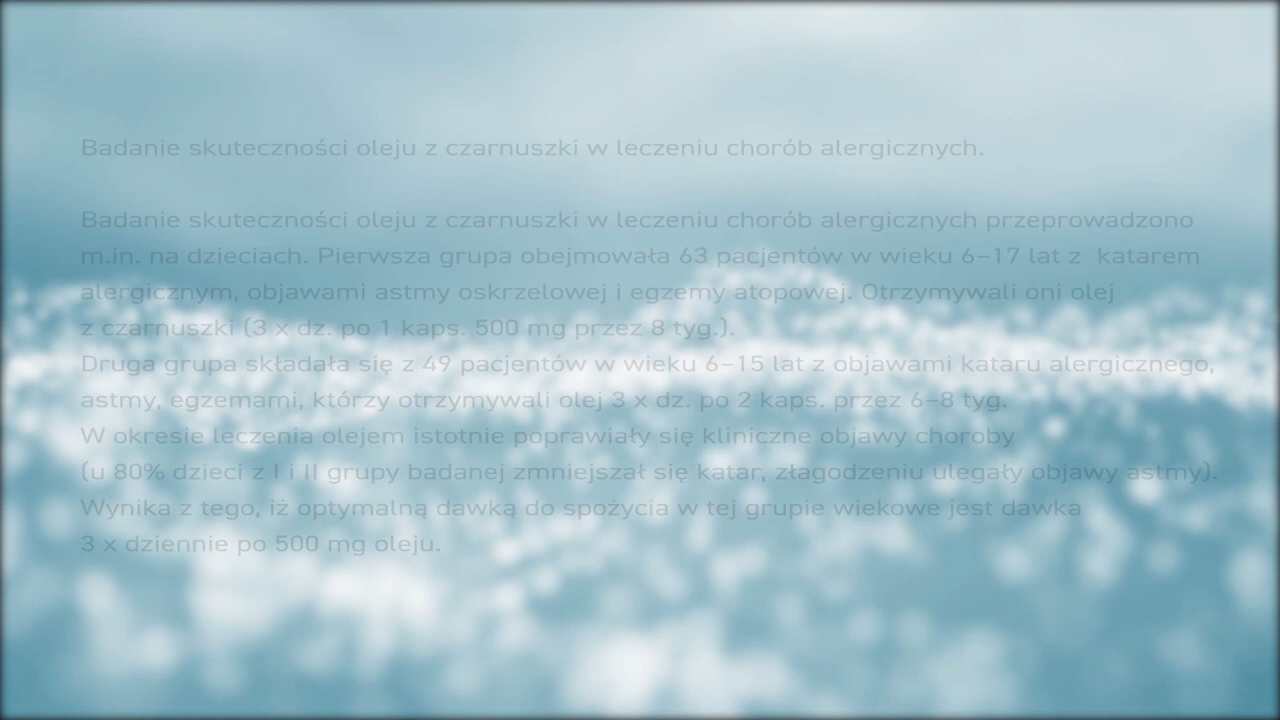 Badanie skuteczności oleju z czarnuszki w leczeniu chorób alergicznych.
Badanie skuteczności oleju z czarnuszki w leczeniu chorób alergicznych przeprowadzono
m.in. na dzieciach. Pierwsza grupa obejmowała 63 pacjentów w wieku 6–17 lat z  katarem
alergicznym, objawami astmy oskrzelowej i egzemy atopowej. Otrzymywali oni olej
z czarnuszki (3 x dz. po 1 kaps. 500 mg przez 8 tyg.).
Druga grupa składała się z 49 pacjentów w wieku 6–15 lat z objawami kataru alergicznego,
astmy, egzemami, którzy otrzymywali olej 3 x dz. po 2 kaps. przez 6–8 tyg.
W okresie leczenia olejem istotnie poprawiały się kliniczne objawy choroby
(u 80% dzieci z I i II grupy badanej zmniejszał się katar, złagodzeniu ulegały objawy astmy).
Wynika z tego, iż optymalną dawką do spożycia w tej grupie wiekowe jest dawka
3 x dziennie po 500 mg oleju.